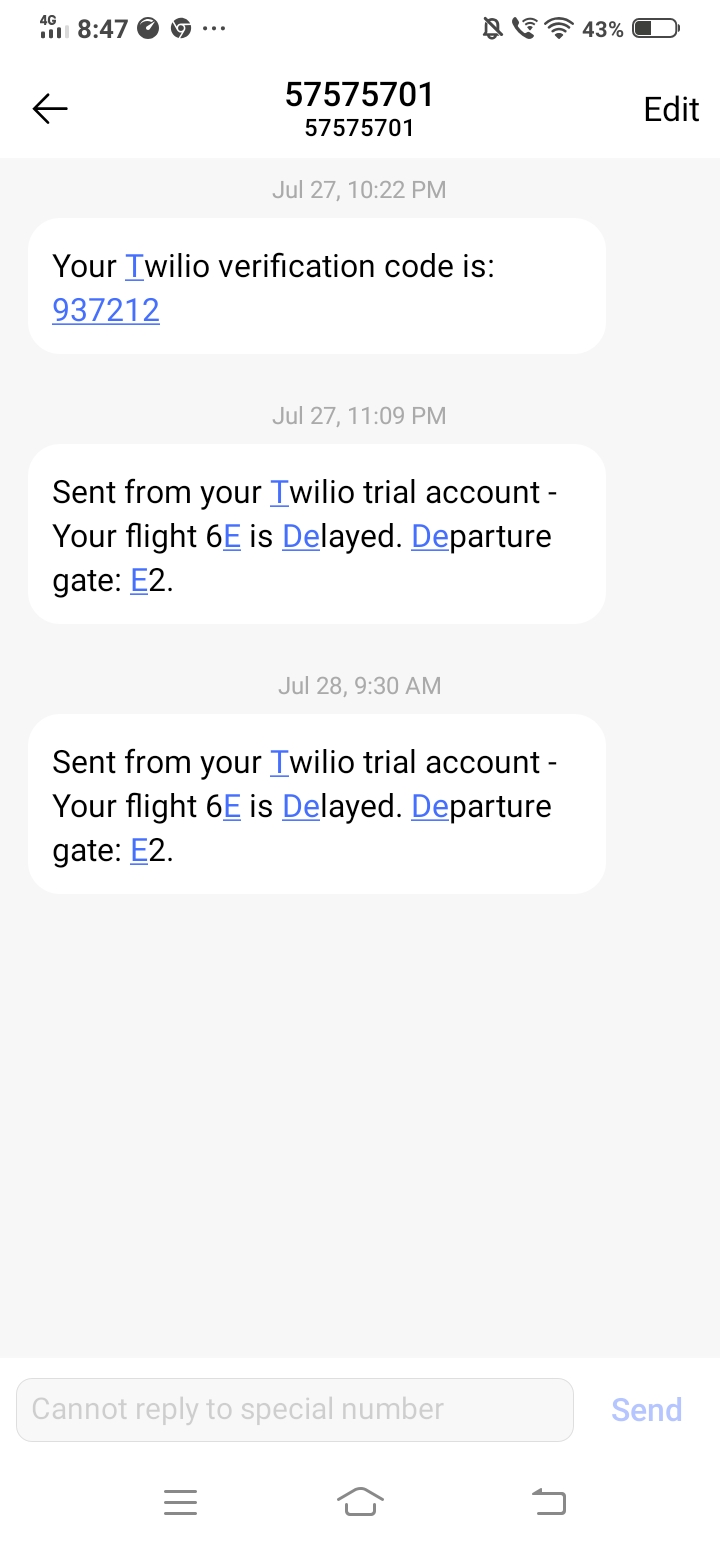 4G 8:47 ... 43%
57575701
57575701
Edit
Jul 27, 10:22 PM
Your Twilio verification code is:
937212
Jul 27, 11:09 PM
Sent from your Twilio trial account -
Your flight 6E is Delayed. Departure
gate: E2.
Jul 28, 9:30 AM
Sent from your Twilio trial account -
Your flight 6E is Delayed. Departure
gate: E2.
Cannot reply to special number
Send